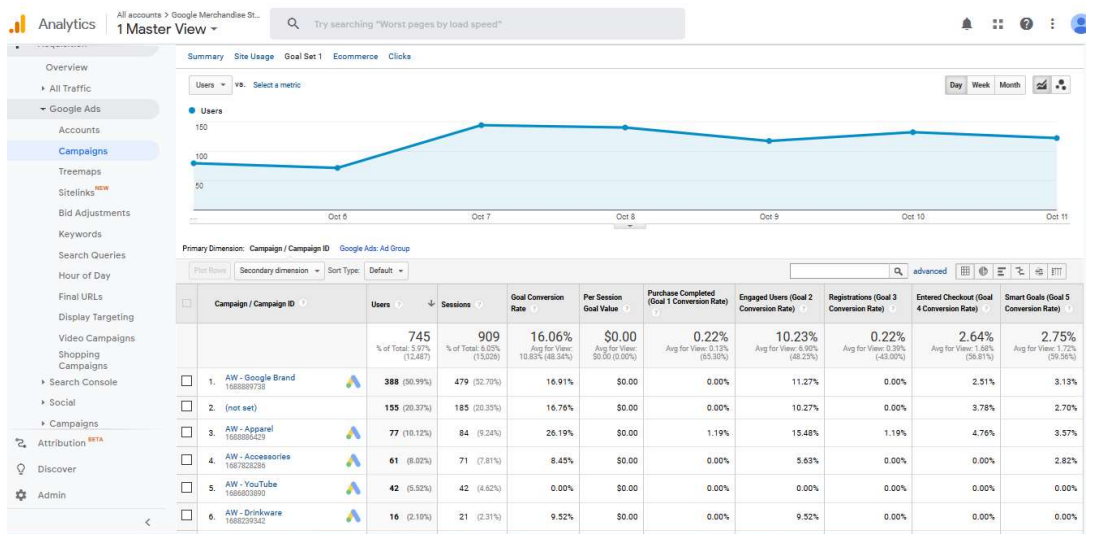 All accounts > Google Merchandise St...
Analytics 1 Master View
Try searching "Worst pages by load speed"
Acquisition
Overview
All Traffic
Google Ads
Accounts
Campaigns
Treemaps
Sitelinks NEW
Bid Adjustments
Keywords
Search Queries
Hour of Day
Final URLs
Display Targeting
Video Campaigns
Shopping
Campaigns
Search Console
Social
Campaigns
Attribution BETA
Discover
Admin
Summary Site Usage Goal Set 1 Ecommerce Clicks
Users VS. Select a metric
Day Week Month
Users
150
100
50
... Oct 6 Oct 7 Oct 8 Oct 9 Oct 10 Oct 11
Primary Dimension: Campaign / Campaign ID Google Ads: Ad Group
Plot Rows Secondary dimension Sort Type: Default advanced
Campaign / Campaign ID Users Sessions Goal Conversion Rate Per Session Goal Value Purchase Completed (Goal 1 Conversion Rate) Engaged Users (Goal 2 Conversion Rate) Registrations (Goal 3 Conversion Rate) Entered Checkout (Goal 4 Conversion Rate) Smart Goals (Goal 5 Conversion Rate)
745 909 16.06% $0.00 0.22% 10.23% 0.22% 2.64% 2.75%
% of Total: 5.97% % of Total: 6.05% Avg for View: Avg for View: Avg for View: 0.13% Avg for View: 6.90% Avg for View: 0.39% Avg for View: 1.68% Avg for View: 1.72%
(12,487) (15,026) 10.83% (48.34%) $0.00 (0.00%) (65.30%) (48.25%) (-43.00%) (56.81%) (59.56%)
1. AW - Google Brand 388 (50.99%) 479 (52.70%) 16.91% $0.00 0.00% 11.27% 0.00% 2.51% 3.13%
1688889738
2. (not set) 155 (20.37%) 185 (20.35%) 16.76% $0.00 0.00% 10.27% 0.00% 3.78% 2.70%
3. AW - Apparel 77 (10.12%) 84 (9.24%) 26.19% $0.00 1.19% 15.48% 1.19% 4.76% 3.57%
1688886429
4. AW - Accessories 61 (8.02%) 71 (7.81%) 8.45% $0.00 0.00% 5.63% 0.00% 0.00% 2.82%
1687828286
5. AW - YouTube 42 (5.52%) 42 (4.62%) 0.00% $0.00 0.00% 0.00% 0.00% 0.00% 0.00%
1686803890
6. AW - Drinkware 16 (2.10%) 21 (2.31%) 9.52% $0.00 0.00% 9.52% 0.00% 0.00% 0.00%
1688239342